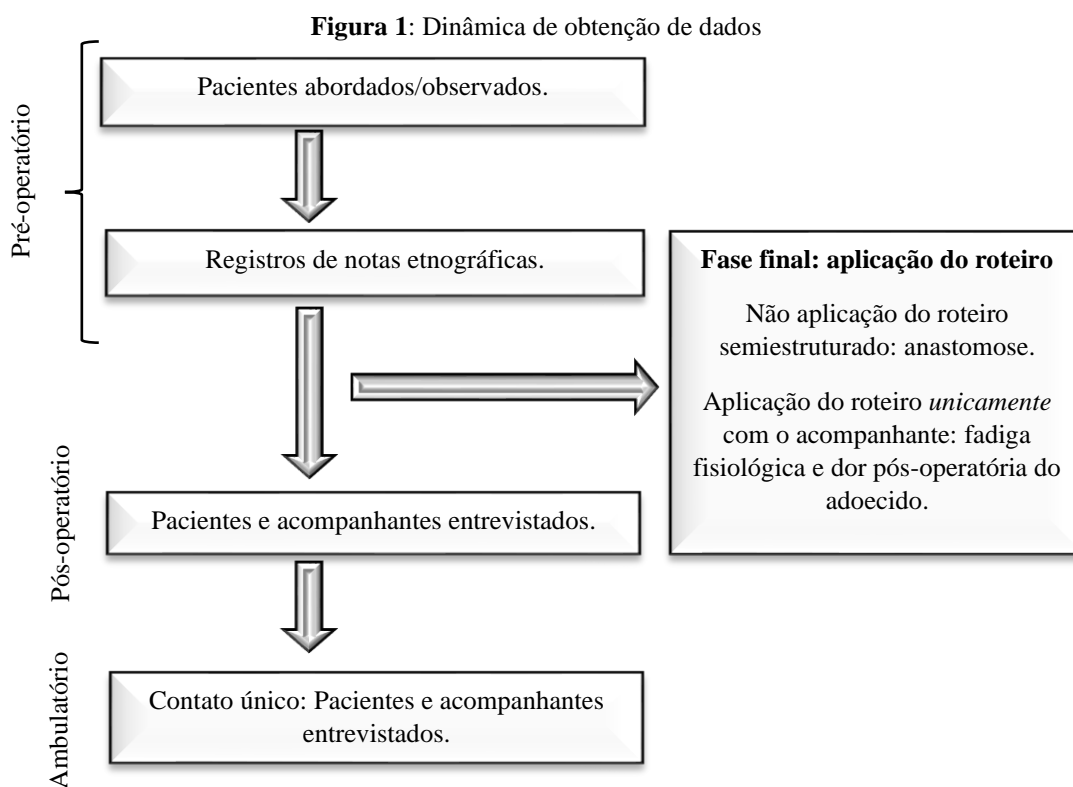 Figura 1: Dinâmica de obtenção de dados
Pré-operatório
Pacientes abordados/observados.
Registros de notas etnográficas.
Fase final: aplicação do roteiro
Não aplicação do roteiro
semiestruturado: anastomose.
Aplicação do roteiro unicamente
com o acompanhante: fadiga
fisiológica e dor pós-operatória do
adoecido.
Pós-operatório
Pacientes e acompanhantes entrevistados.
Ambulatório
Contato único: Pacientes e acompanhantes
entrevistados.